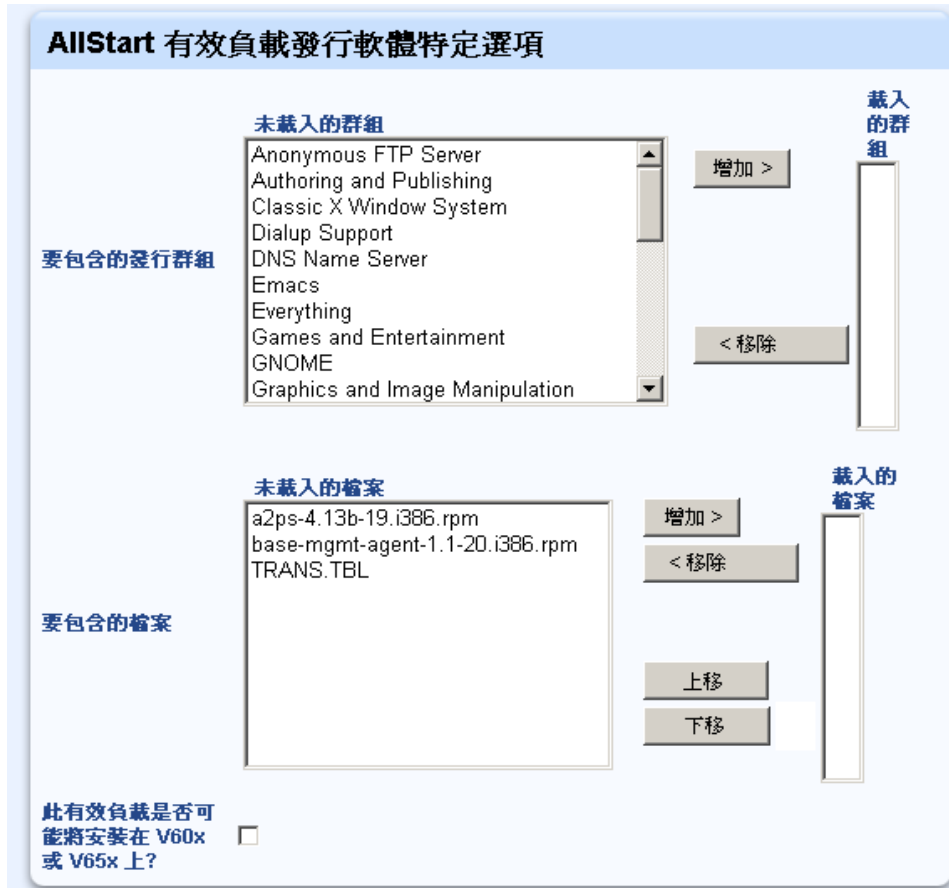 AllStart 有效負載發行軟體特定選項
未載入的群組
載入
的群
組
Anonymous FTP Server
Authoring and Publishing
Classic X Window System
Dialup Support
DNS Name Server
Emacs
Everything
Games and Entertainment
GNOME
Graphics and Image Manipulation
增加 >
< 移除
要包含的發行群組
未載入的檔案
載入的
檔案
a2ps-4.13b-19.i386.rpm
base-mgmt-agent-1.1-20.i386.rpm
TRANS.TBL
增加 >
< 移除
上移
下移
要包含的檔案
此有效負載是否可
能將安裝在 V60x
或 V65x 上?